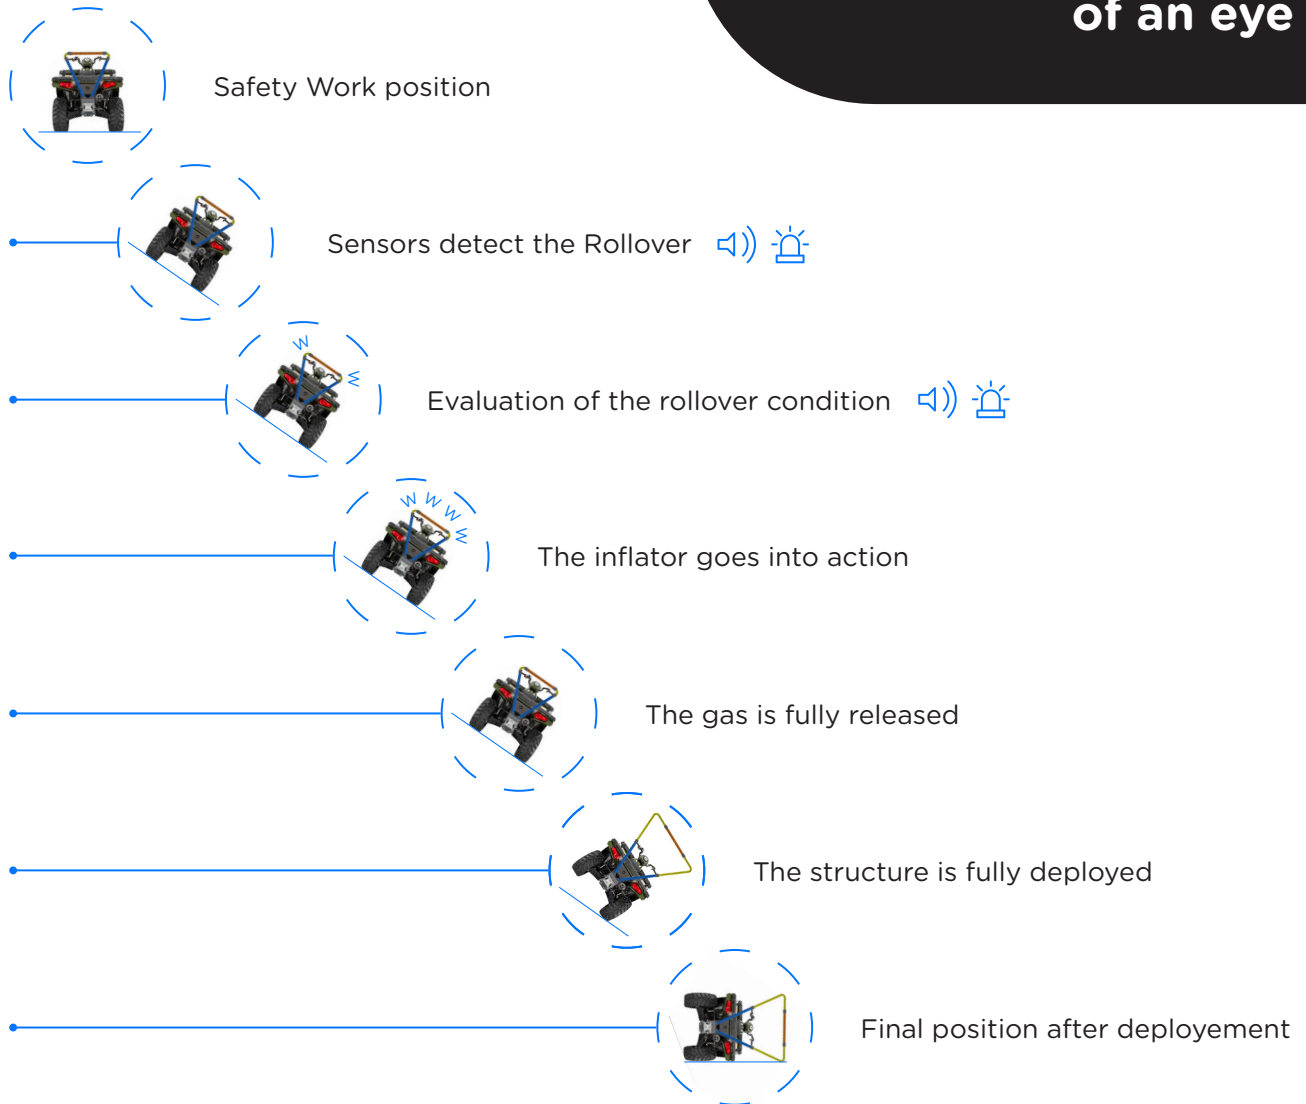 of an eye
Safety Work position
Sensors detect the Rollover
W
W
Evaluation of the rollover condition
W W W W
The inflator goes into action
The gas is fully released
The structure is fully deployed
Final position after deployement